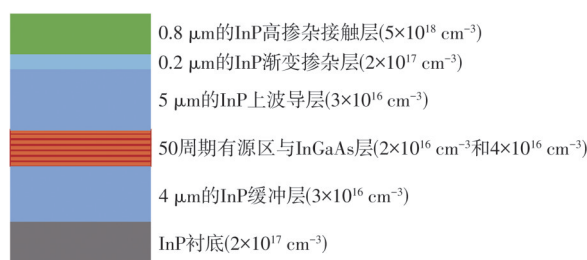 0.8 μm的InP高掺杂接触层(5×10¹⁸ cm⁻³)
0.2 μm的InP渐变掺杂层(2×10¹⁷ cm⁻³)
5 μm的InP上波导层(3×10¹⁶ cm⁻³)
50周期有源区与InGaAs层(2×10¹⁶ cm⁻³和4×10¹⁶ cm⁻³)
4 μm的InP缓冲层(3×10¹⁶ cm⁻³)
InP衬底(2×10¹⁷ cm⁻³)